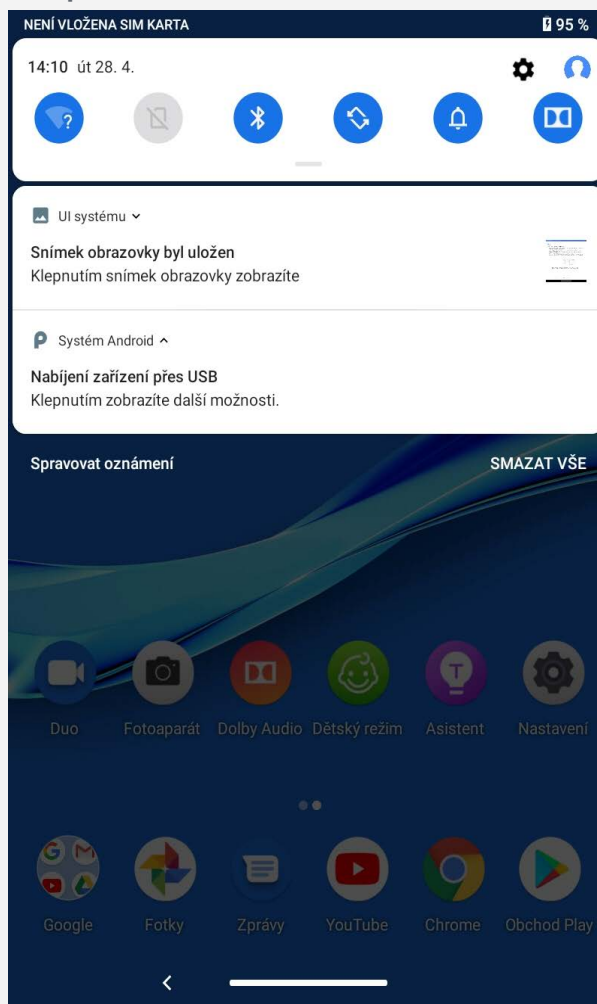 NENÍ VLOŽENA SIM KARTA 95 %
14:10 út 28. 4.
UI systému
Snímek obrazovky byl uložen
Klepnutím snímek obrazovky zobrazíte
Systém Android
Nabíjení zařízení přes USB
Klepnutím zobrazíte další možnosti.
Spravovat oznámení SMAZAT VŠE
Duo Fotoaparát Dolby Audio Dětský režim Asistent Nastavení
Google Fotky Zprávy YouTube Chrome Obchod Play